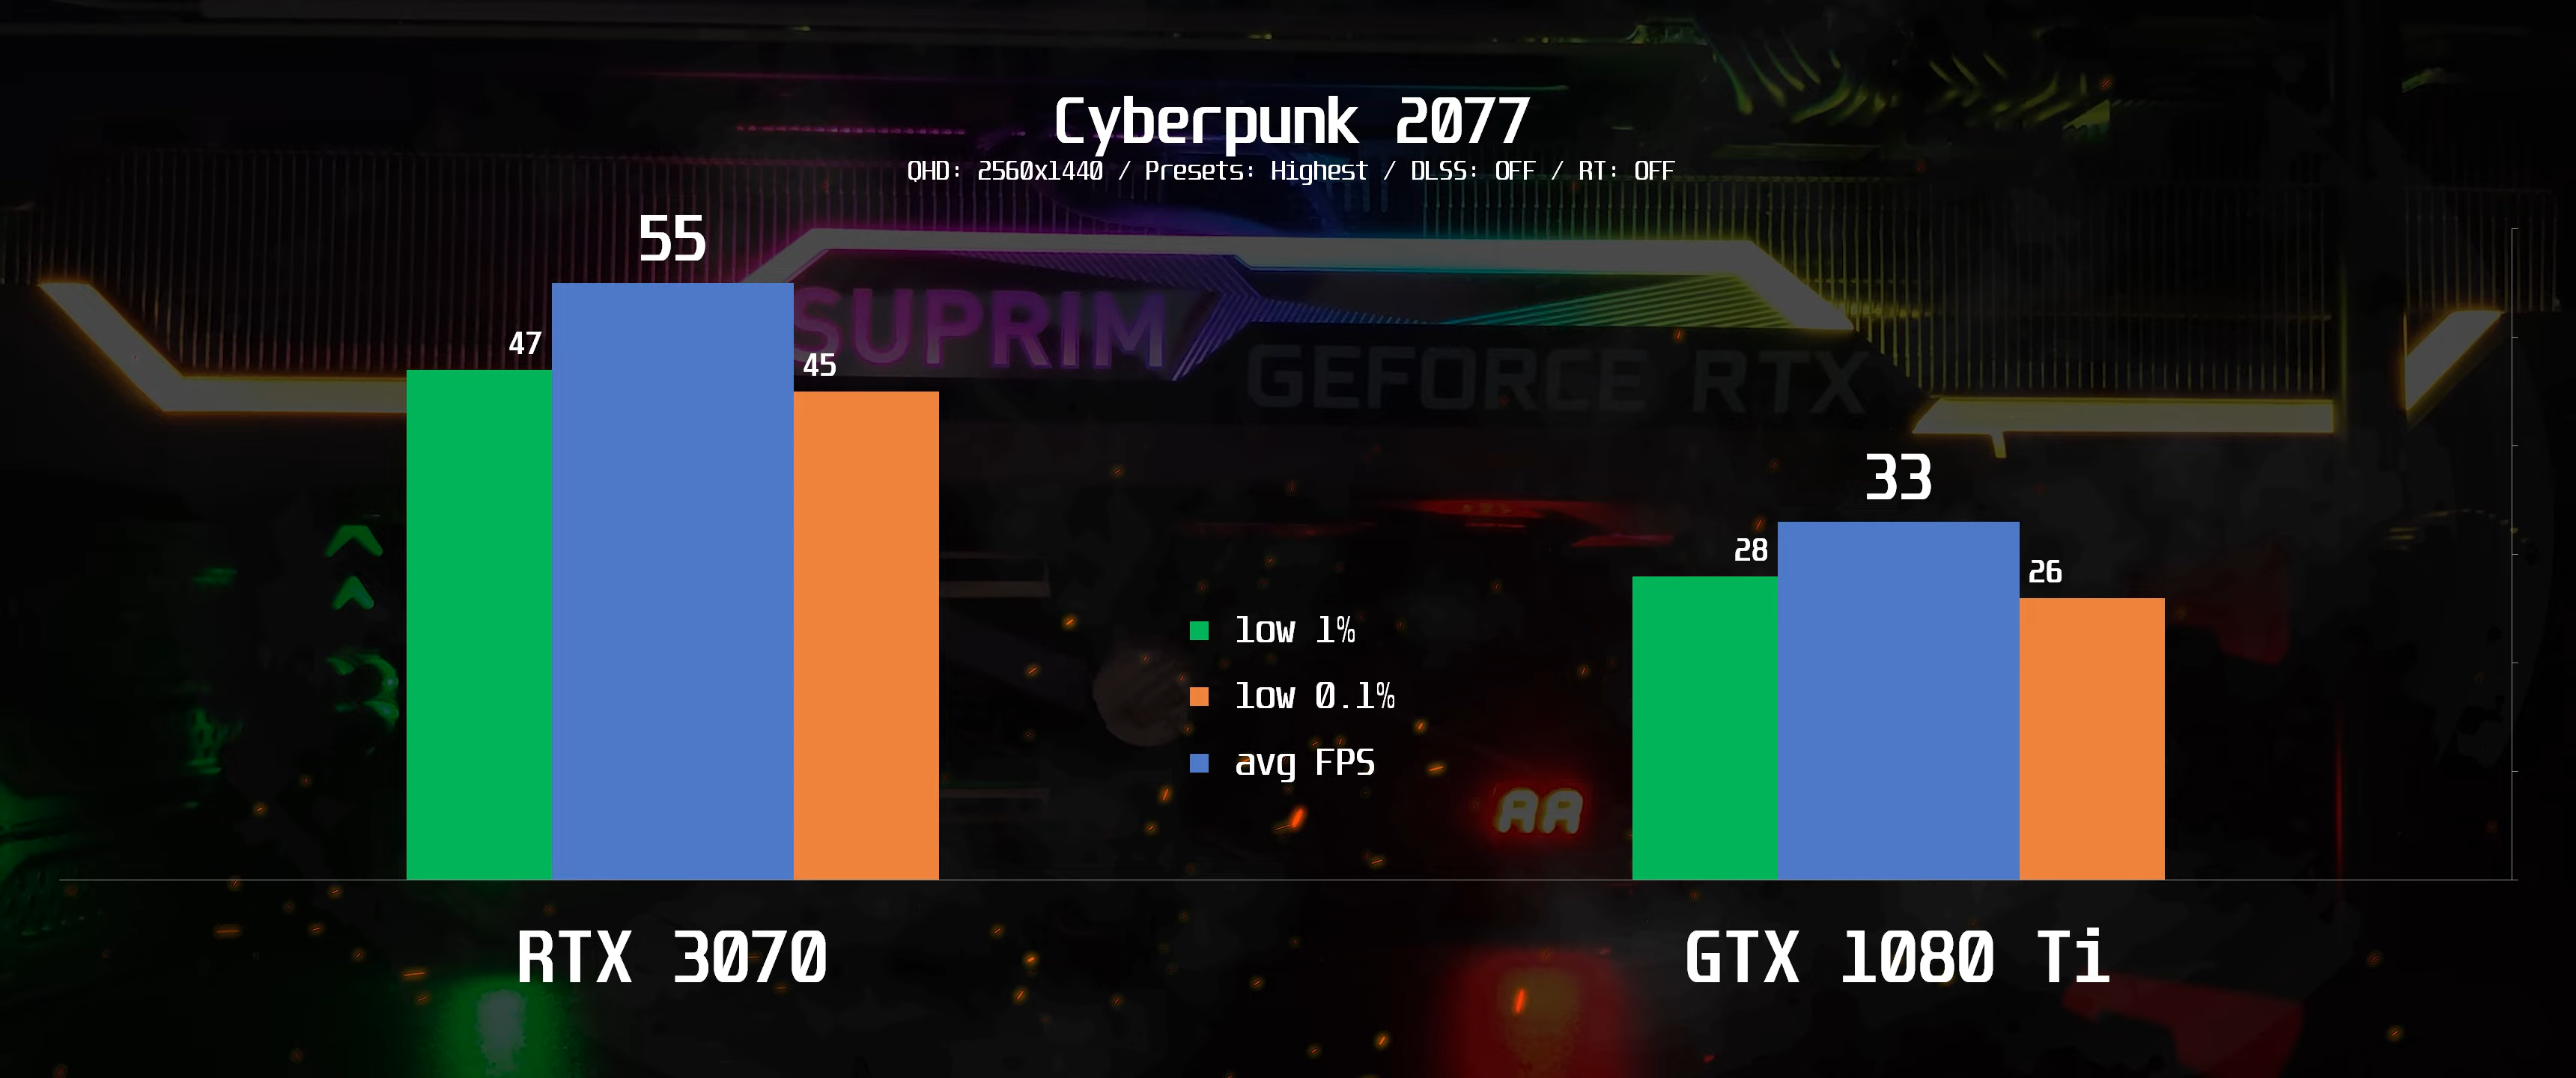 Cyberpunk 2077
QHD: 2560x1440 / Presets: Highest / DLSS: OFF / RT: OFF
55
47
45
SUPRIM
GEFORCE RTX
33
28
26
low 1%
low 0.1%
avg FPS
AA
RTX 3070
GTX 1080 Ti